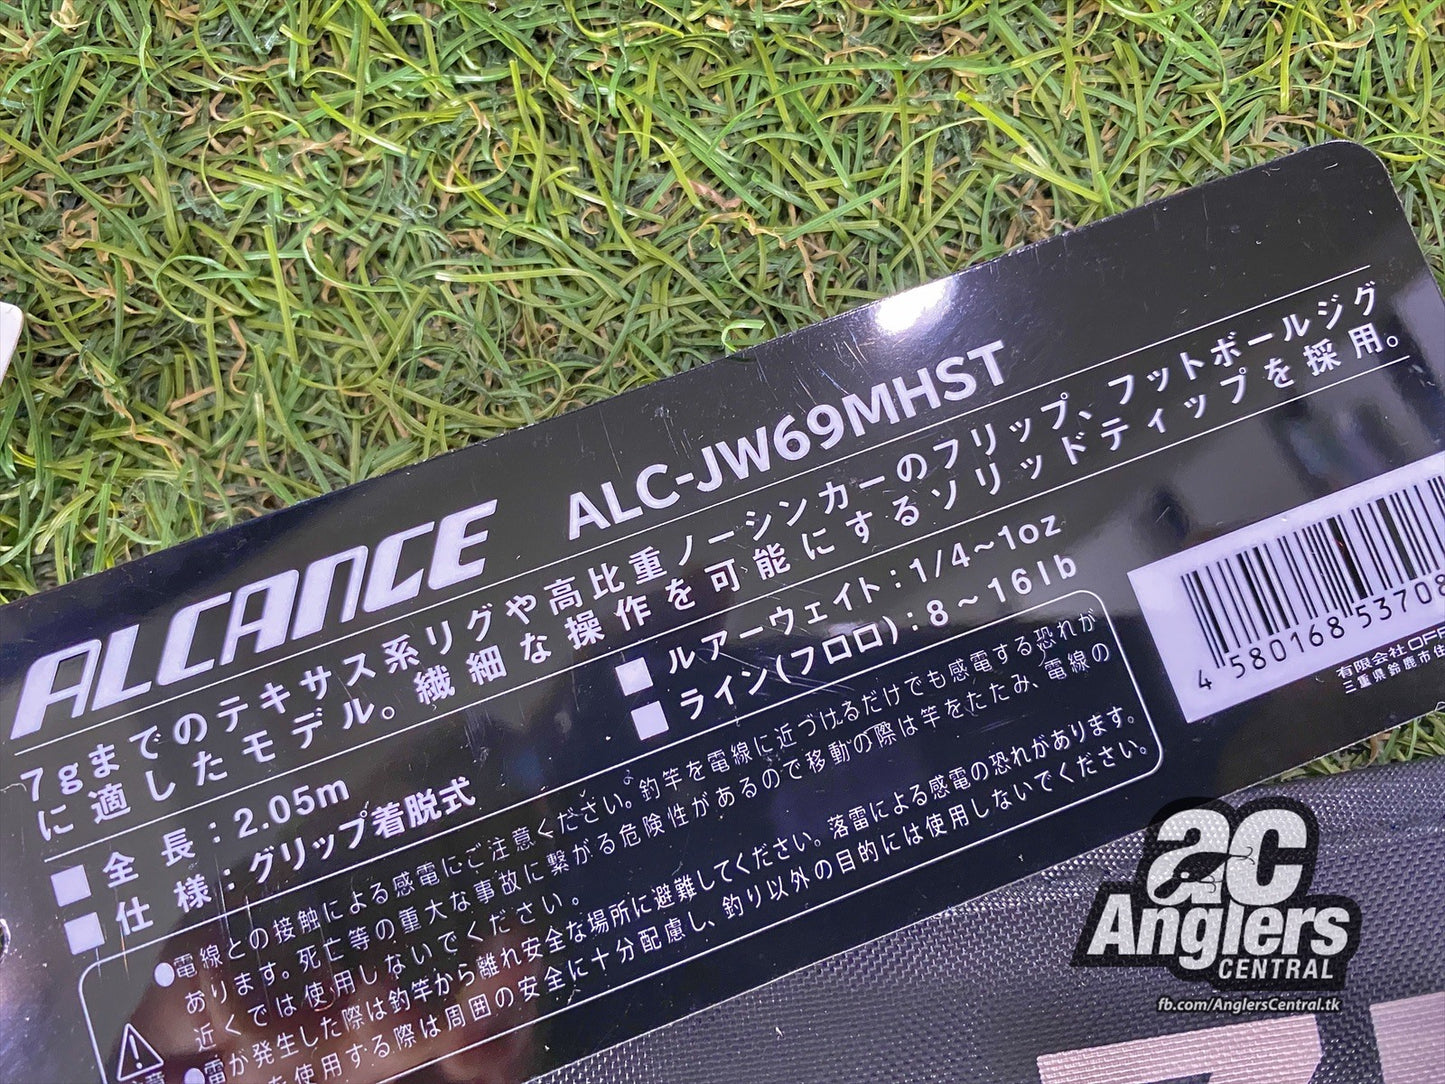 ALCANCE ALC-JW69MHST
7gまでのテキサス系リグや高比重ノーシンカーのフリップ、フットボールジグ
に適したモデル。繊細な操作を可能にするソリッドティップを採用。
全長：2.05m
ルアーウェイト：1/4～1oz
仕様：グリップ着脱式
ライン(フロロ)：8～16lb
●電線との接触による感電にご注意ください。釣竿を電線に近づけるだけでも感電する恐れが
あります。死亡等の重大な事故に繋がる危険性があるので移動の際は竿をたたみ、電線の
近くでは使用しないでください。
●雷が発生した際は釣竿から離れ安全な場所に避難してください。落雷による感電の恐れがあります。
を使用する際は周囲の安全に十分配慮し、釣り以外の目的には使用しないでください。
4 580168 53708
有限会社OFF
三重県鈴鹿市住
ac
Anglers
CENTRAL
fb.com/AnglersCentral.tk